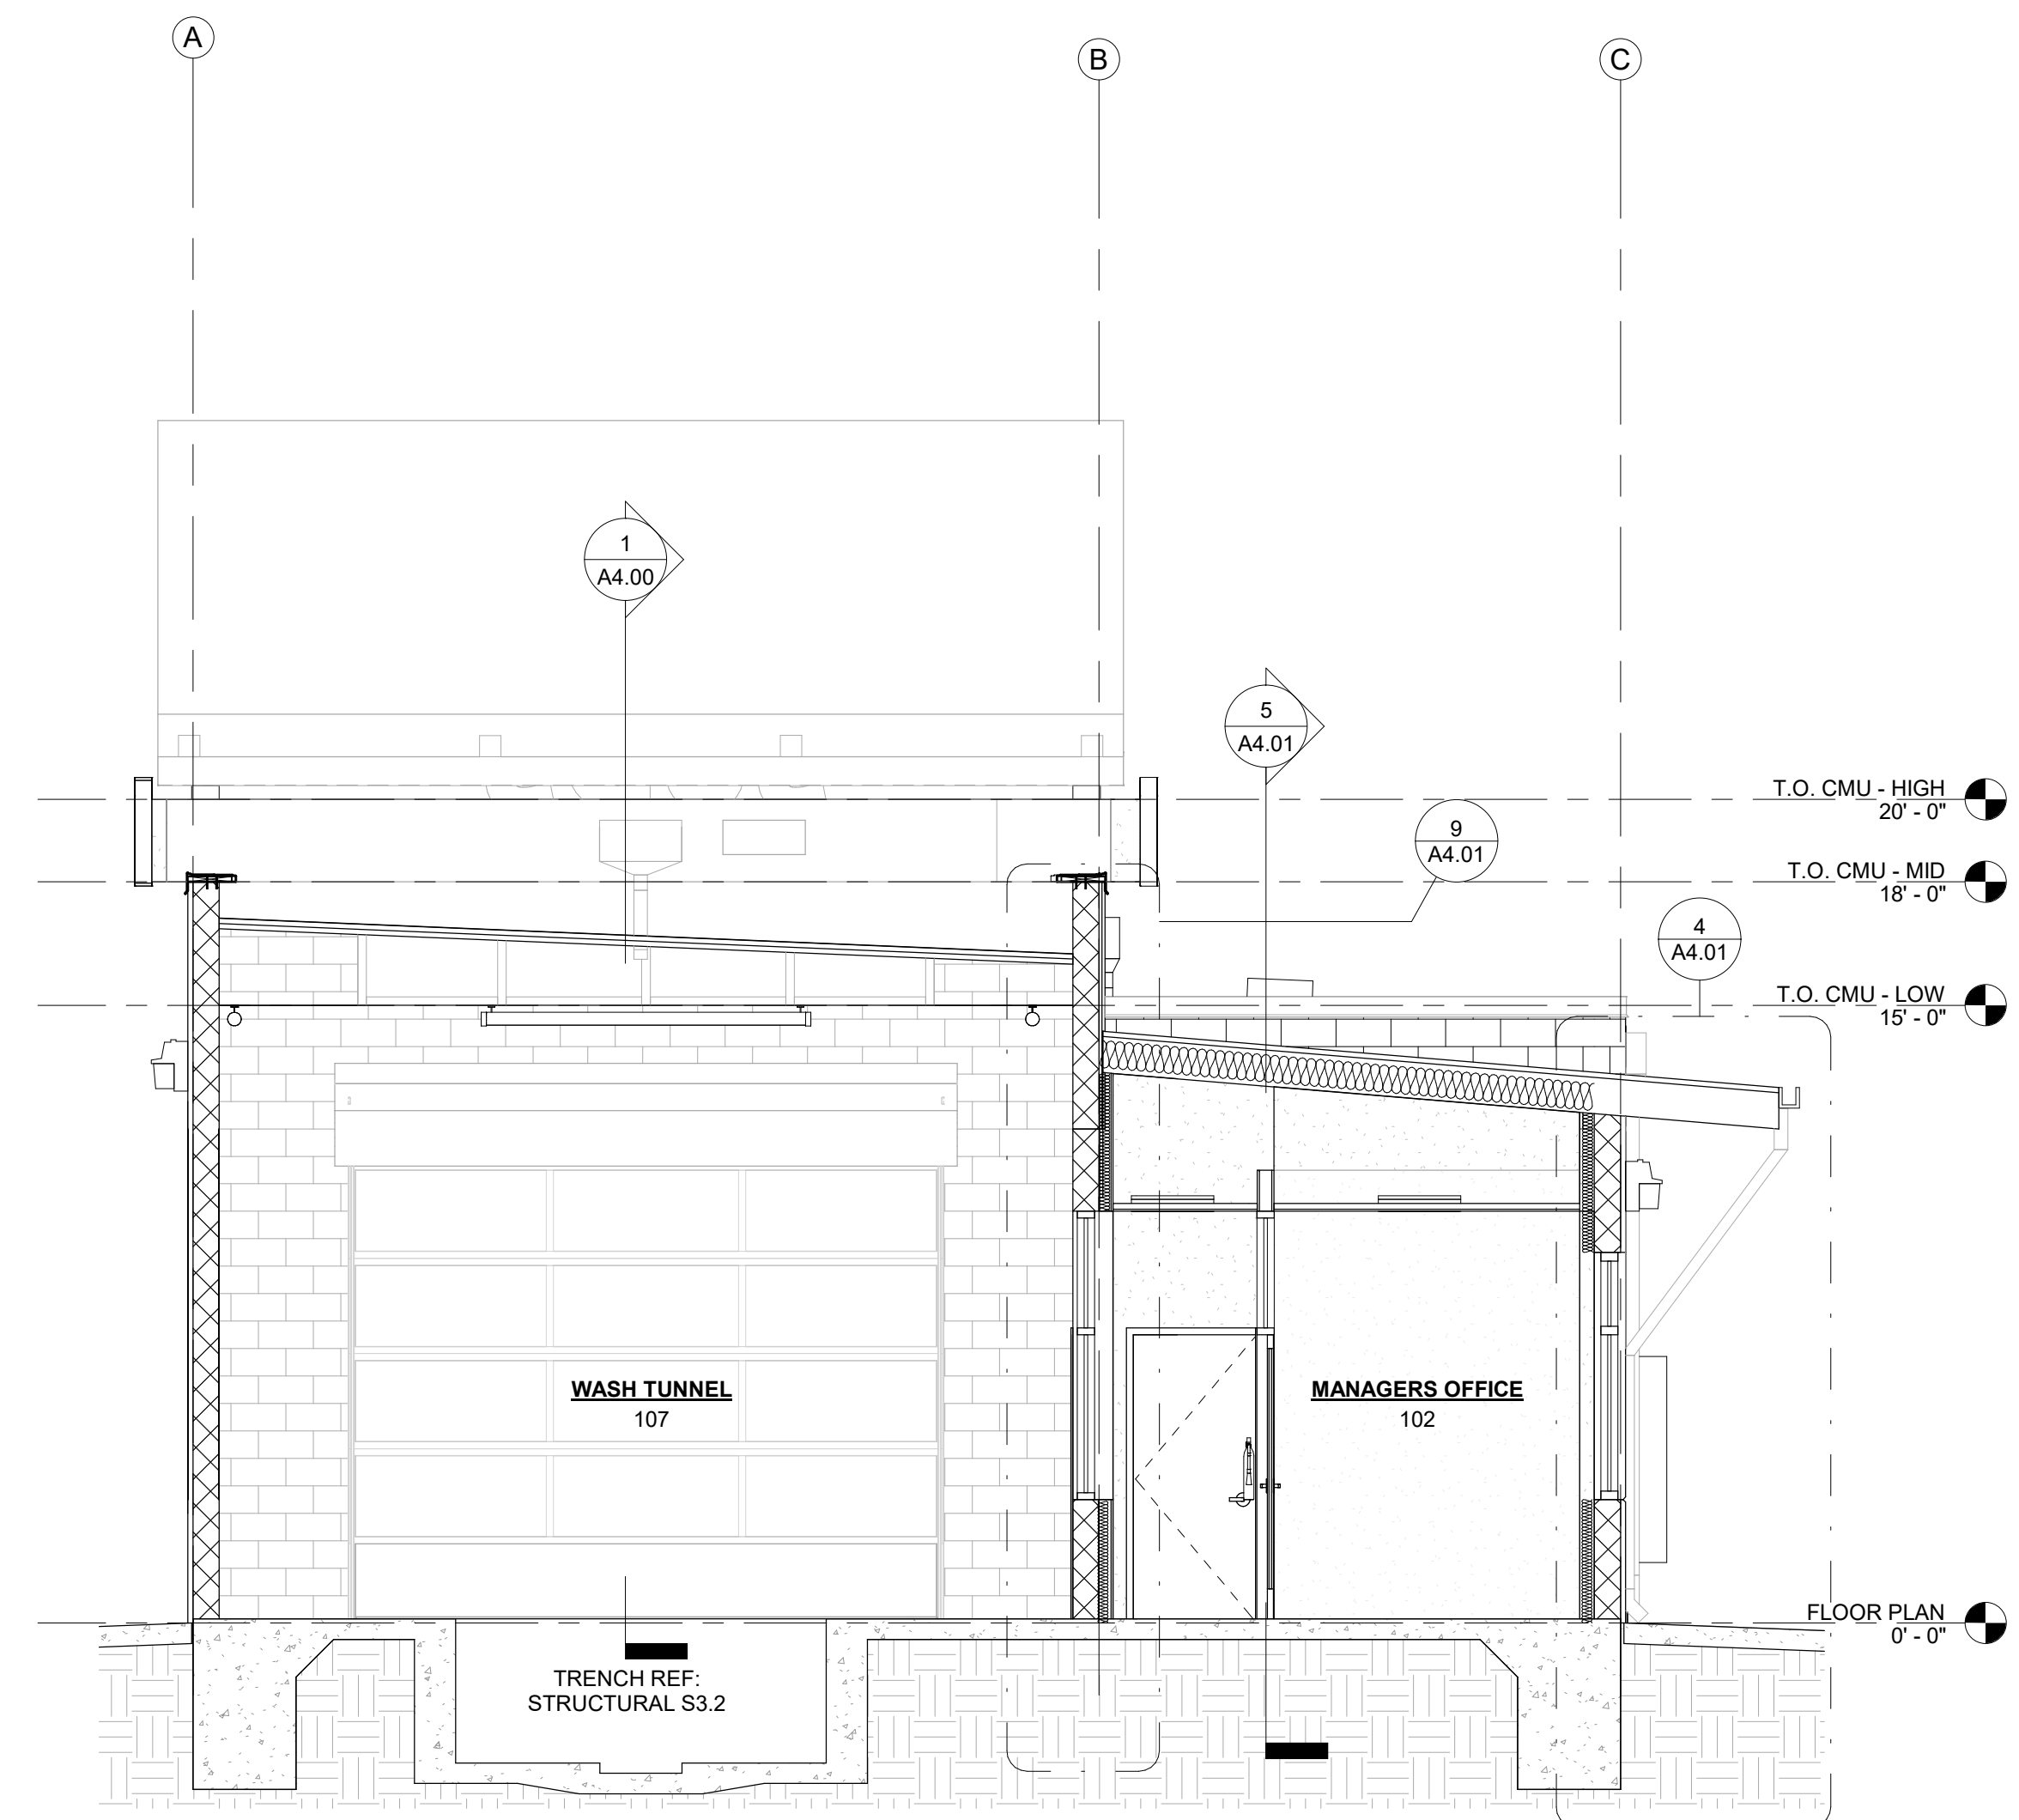 A
B
C
1
A4.00
5
A4.01
T.O. CMU - HIGH
20' - 0"
9
A4.01
T.O. CMU - MID
18' - 0"
4
A4.01
T.O. CMU - LOW
15' - 0"
WASH TUNNEL
107
MANAGERS OFFICE
102
FLOOR PLAN
0' - 0"
TRENCH REF:
STRUCTURAL S3.2